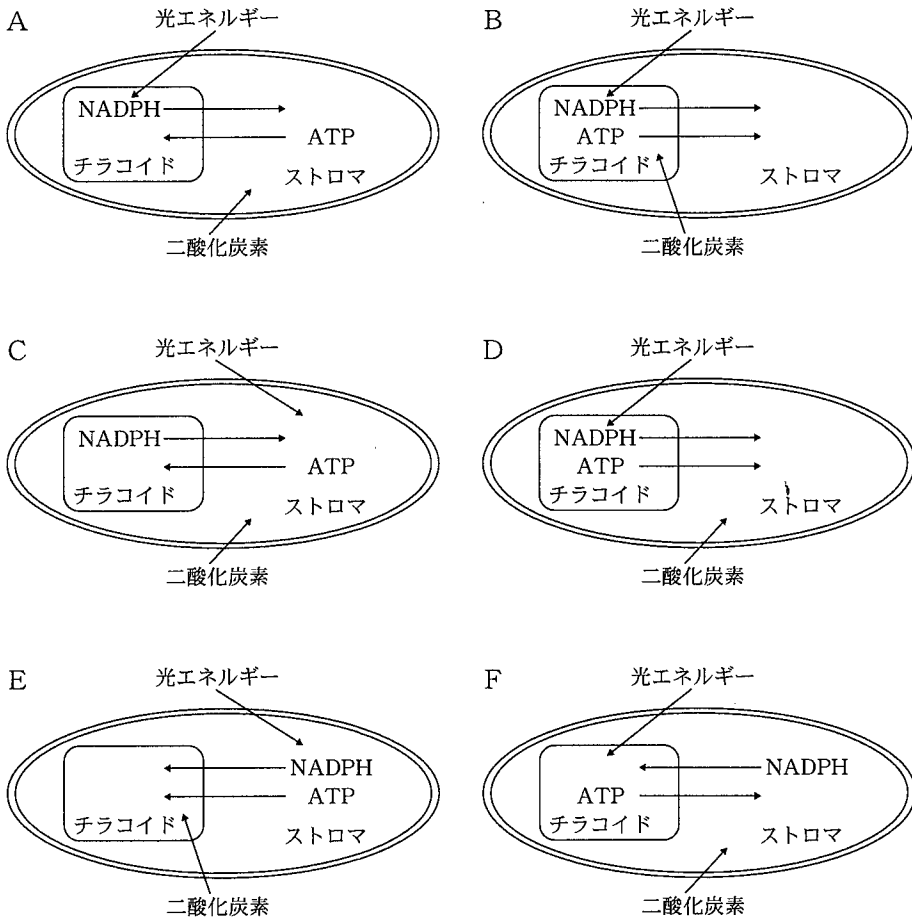 A
光エネルギー
NADPH
ATP
チラコイド
ストロマ
二酸化炭素
B
光エネルギー
NADPH
ATP
チラコイド
ストロマ
二酸化炭素
C
光エネルギー
NADPH
ATP
チラコイド
ストロマ
二酸化炭素
D
光エネルギー
NADPH
ATP
チラコイド
ストロマ
二酸化炭素
E
光エネルギー
NADPH
ATP
チラコイド
ストロマ
二酸化炭素
F
光エネルギー
NADPH
ATP
チラコイド
ストロマ
二酸化炭素